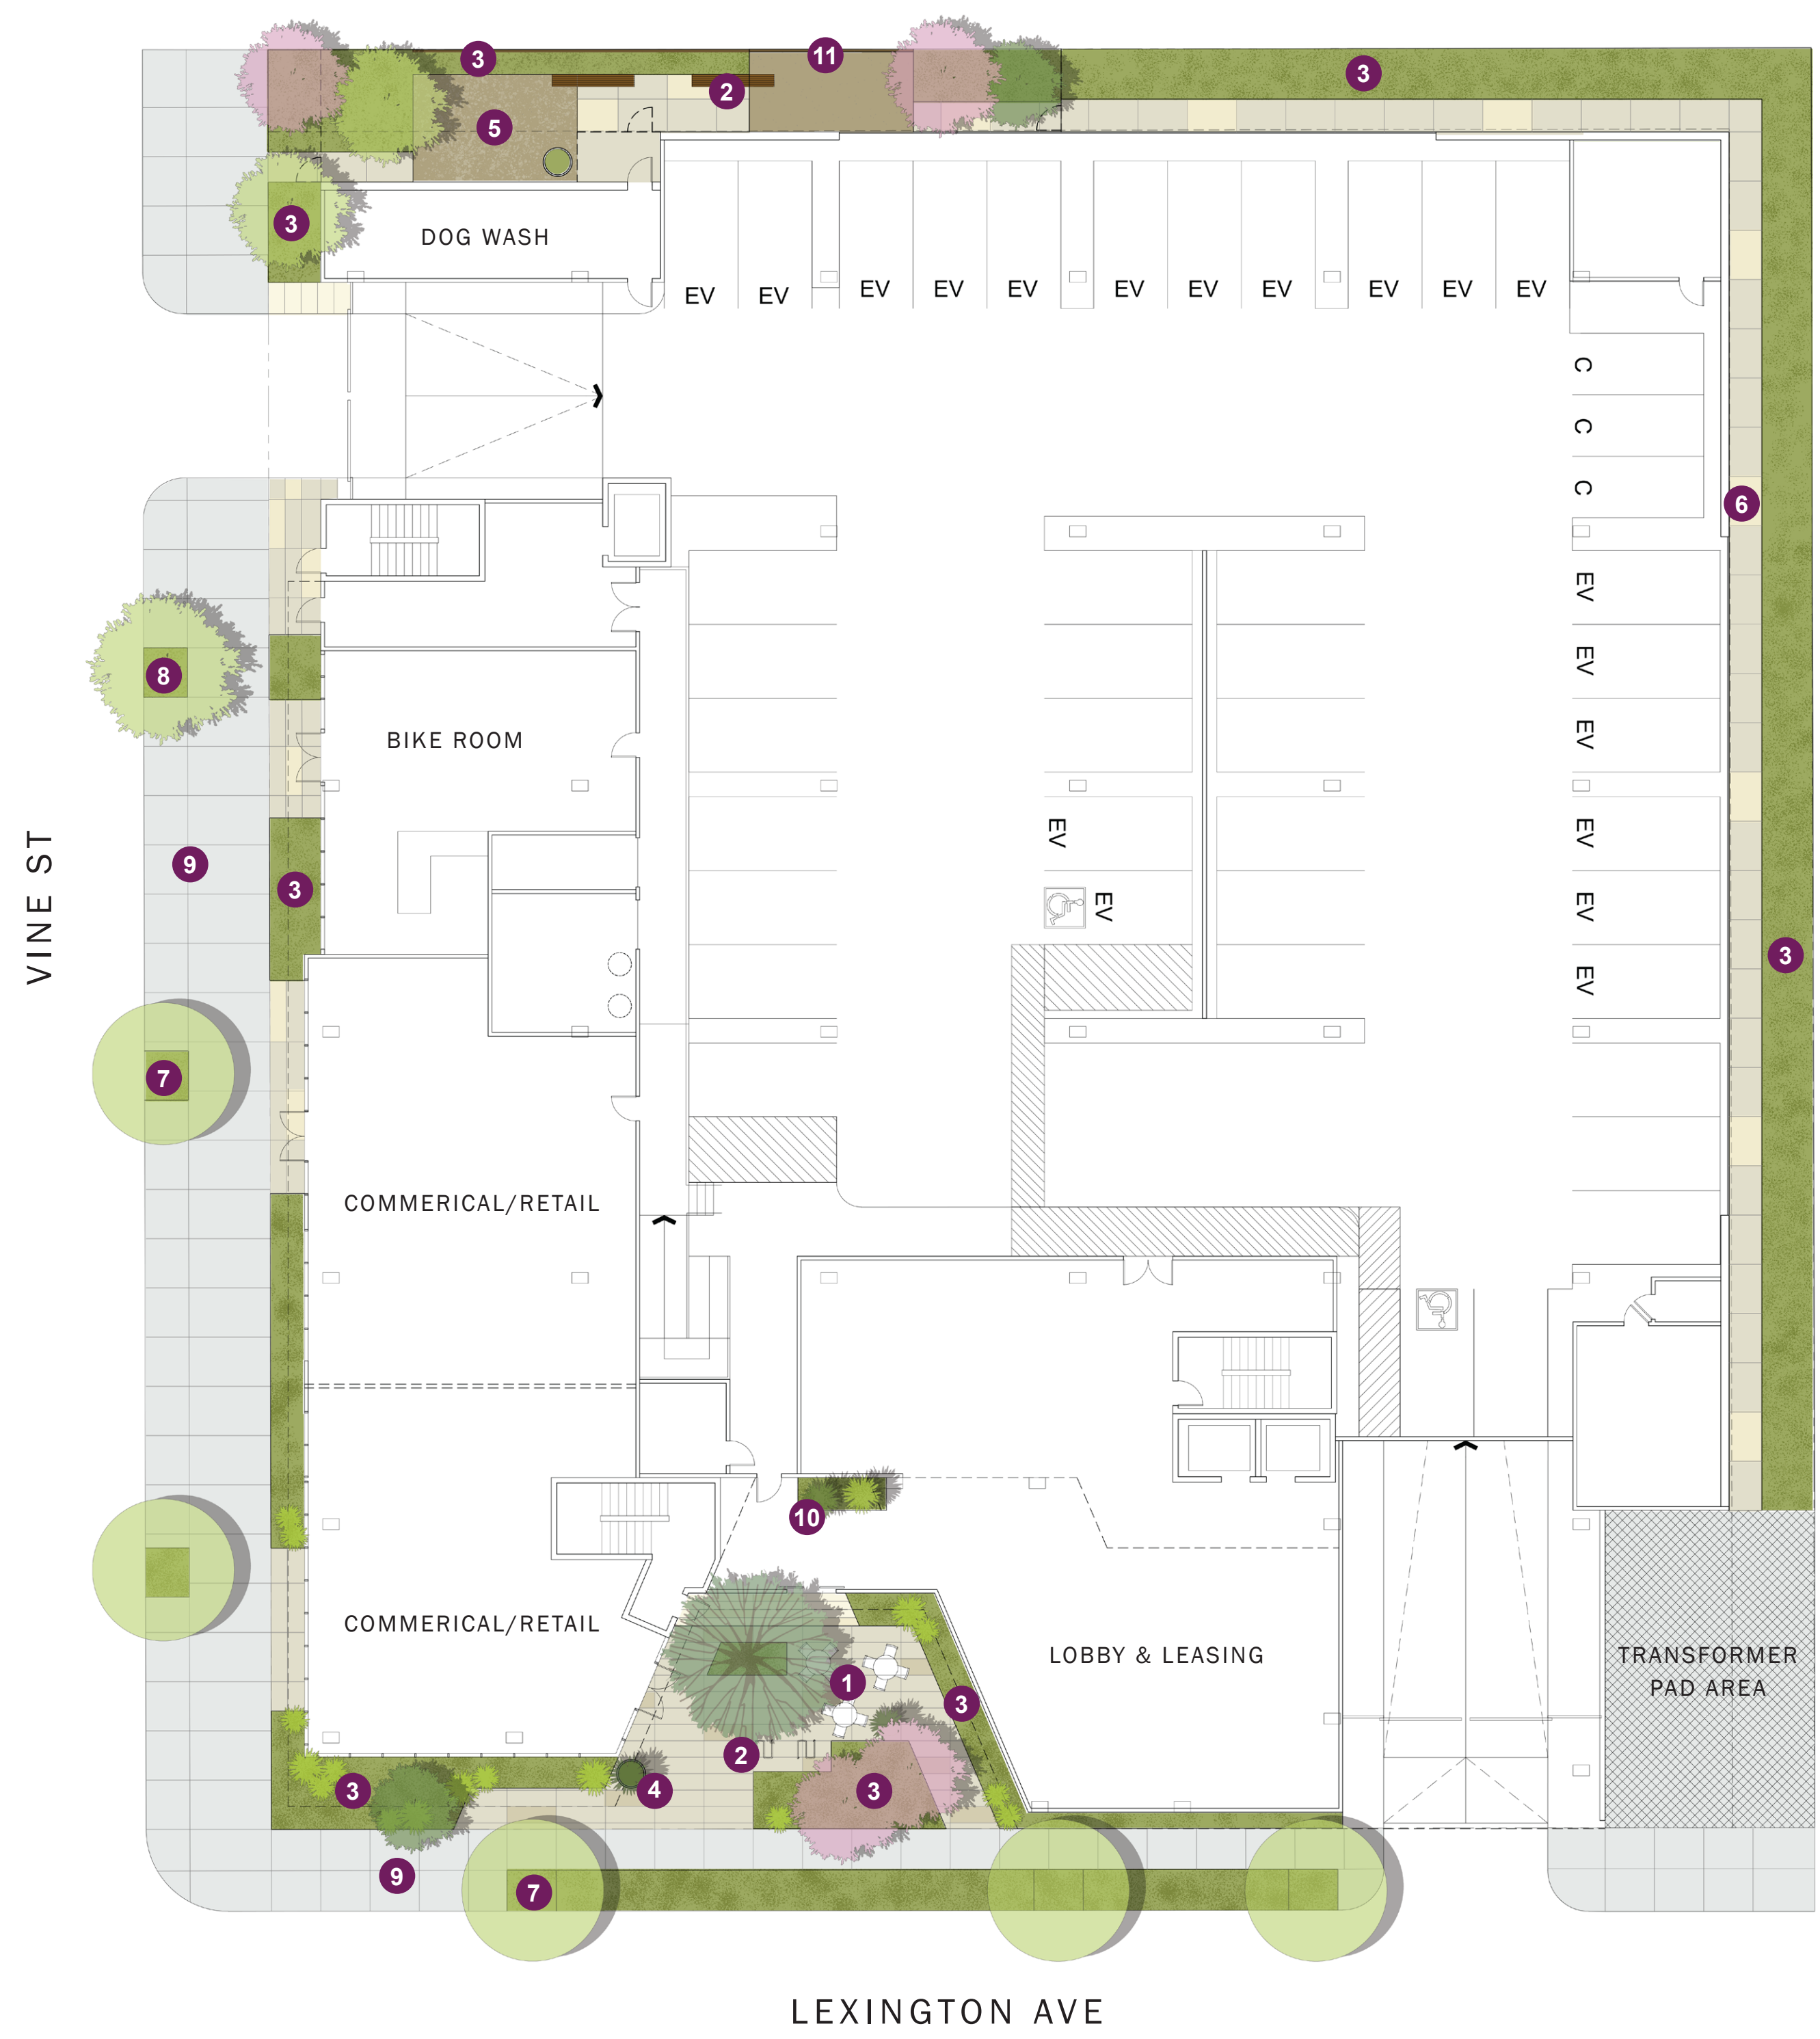 3
11
3
2
5
3
DOG WASH
EV
EV
EV
EV
EV
EV
EV
EV
EV
EV
EV
C
C
C
6
EV
EV
EV
8
BIKE ROOM
EV
EV
9
3
EV
EV
EV
3
7
COMMERICAL/RETAIL
10
COMMERICAL/RETAIL
LOBBY & LEASING
TRANSFORMER
PAD AREA
1
3
2
3
4
3
9
7
VINE ST
LEXINGTON AVE